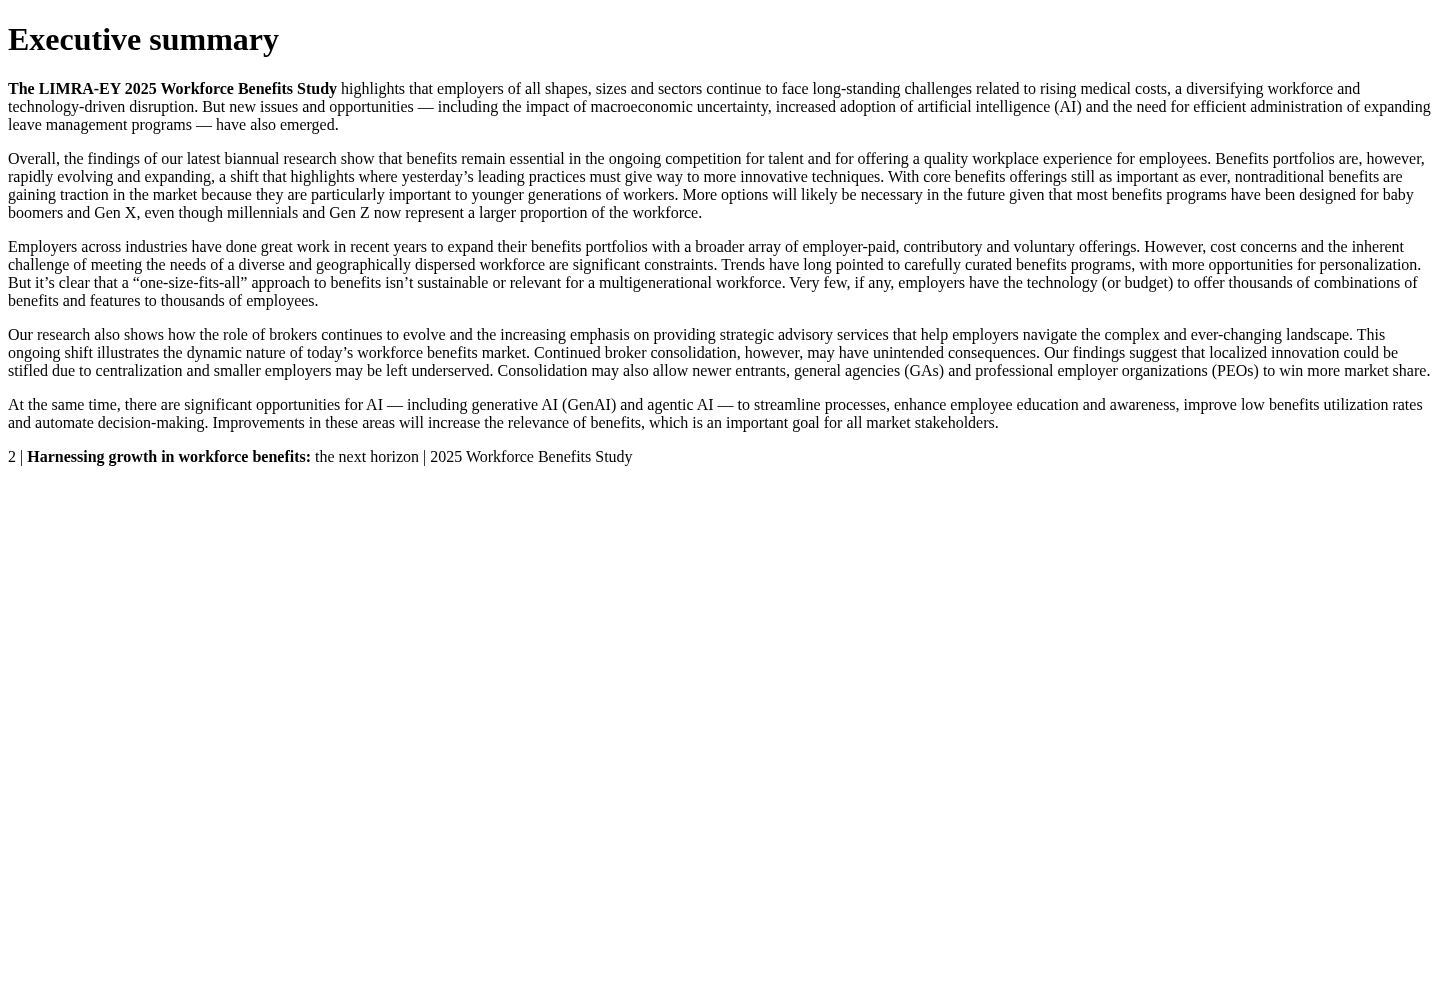 Executive summary
The LIMRA-EY 2025 Workforce Benefits Study highlights that employers of all shapes, sizes and sectors continue to face long-standing challenges related to rising medical costs, a diversifying workforce and
technology-driven disruption. But new issues and opportunities — including the impact of macroeconomic uncertainty, increased adoption of artificial intelligence (AI) and the need for efficient administration of expanding
leave management programs — have also emerged.
Overall, the findings of our latest biannual research show that benefits remain essential in the ongoing competition for talent and for offering a quality workplace experience for employees. Benefits portfolios are, however,
rapidly evolving and expanding, a shift that highlights where yesterday’s leading practices must give way to more innovative techniques. With core benefits offerings still as important as ever, nontraditional benefits are
gaining traction in the market because they are particularly important to younger generations of workers. More options will likely be necessary in the future given that most benefits programs have been designed for baby
boomers and Gen X, even though millennials and Gen Z now represent a larger proportion of the workforce.
Employers across industries have done great work in recent years to expand their benefits portfolios with a broader array of employer-paid, contributory and voluntary offerings. However, cost concerns and the inherent
challenge of meeting the needs of a diverse and geographically dispersed workforce are significant constraints. Trends have long pointed to carefully curated benefits programs, with more opportunities for personalization.
But it’s clear that a “one-size-fits-all” approach to benefits isn’t sustainable or relevant for a multigenerational workforce. Very few, if any, employers have the technology (or budget) to offer thousands of combinations of
benefits and features to thousands of employees.
Our research also shows how the role of brokers continues to evolve and the increasing emphasis on providing strategic advisory services that help employers navigate the complex and ever-changing landscape. This
ongoing shift illustrates the dynamic nature of today’s workforce benefits market. Continued broker consolidation, however, may have unintended consequences. Our findings suggest that localized innovation could be
stifled due to centralization and smaller employers may be left underserved. Consolidation may also allow newer entrants, general agencies (GAs) and professional employer organizations (PEOs) to win more market share.
At the same time, there are significant opportunities for AI — including generative AI (GenAI) and agentic AI — to streamline processes, enhance employee education and awareness, improve low benefits utilization rates
and automate decision-making. Improvements in these areas will increase the relevance of benefits, which is an important goal for all market stakeholders.
2 | Harnessing growth in workforce benefits: the next horizon | 2025 Workforce Benefits Study